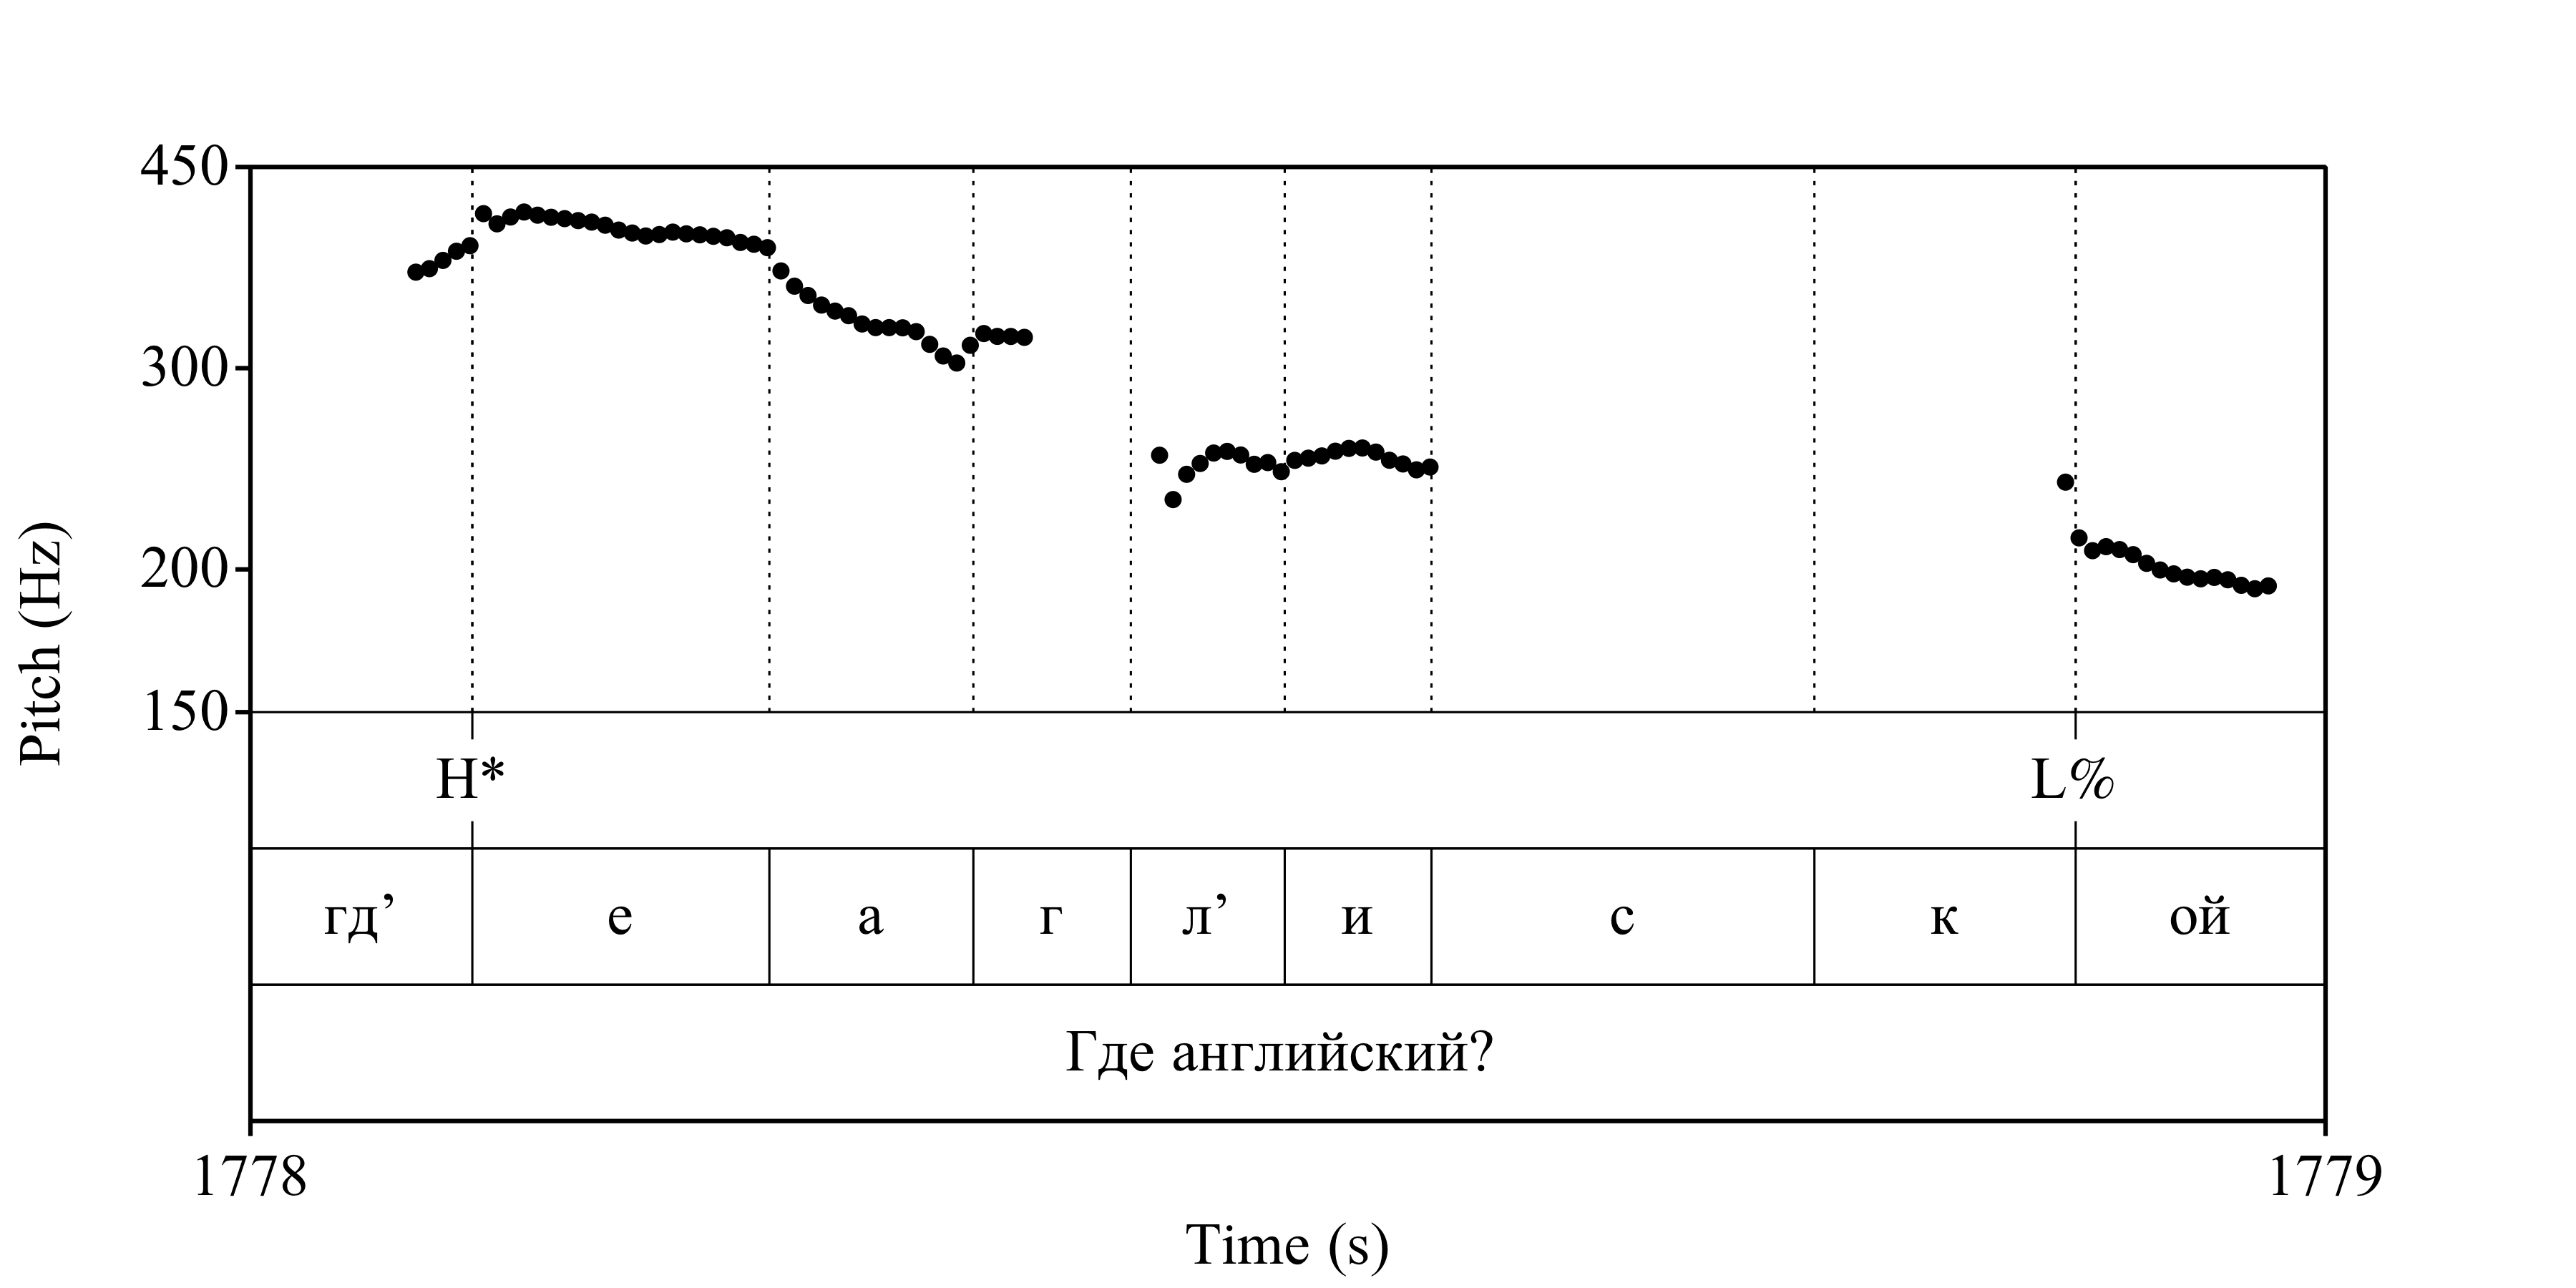 450
300
200
150
Pitch (Hz)
H* L%
гд’ е а г л’ и с к ой
Где английский?
1778 1779
Time (s)